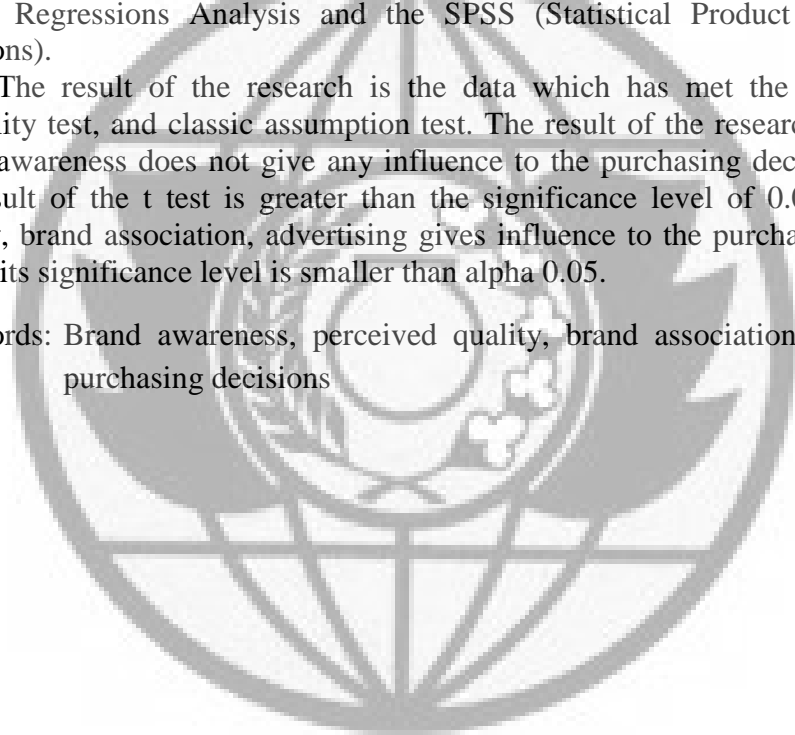 Regressions Analysis and the SPSS (Statistical Product
ons).
The result of the research is the data which has met the
lity test, and classic assumption test. The result of the researc
awareness does not give any influence to the purchasing dec
sult of the t test is greater than the significance level of 0.0
, brand association, advertising gives influence to the purcha
its significance level is smaller than alpha 0.05.
ords: Brand awareness, perceived quality, brand association
purchasing decisions